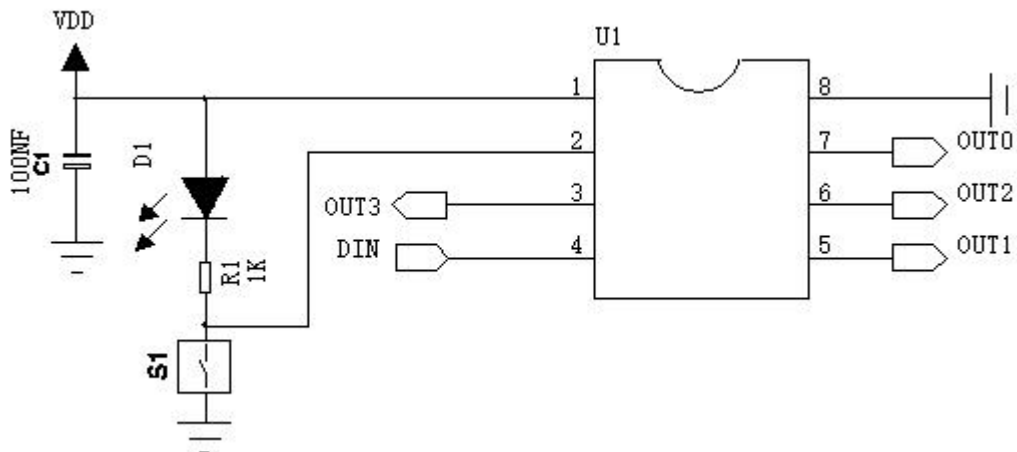 VDD
U1
1
8
2
7
OUT0
100NF
C1
D1
OUT3
3
6
OUT2
DIN
4
5
OUT1
R1
1K
S1